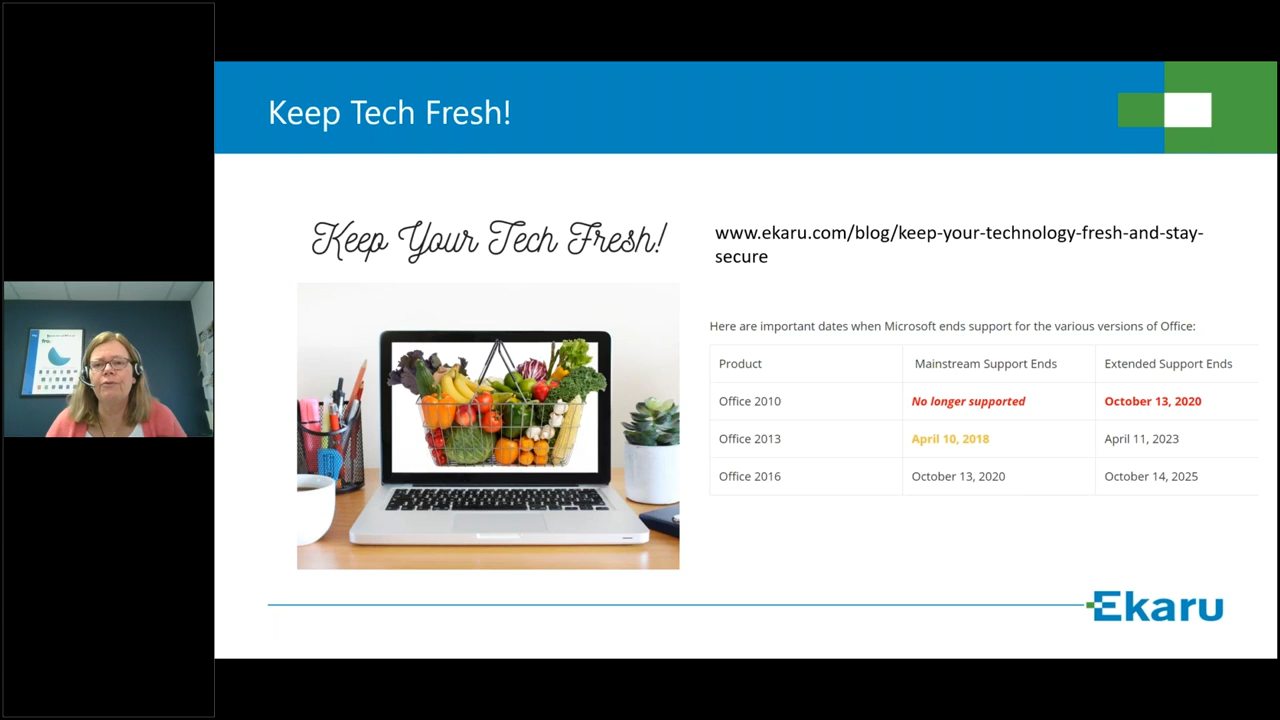 Keep Tech Fresh!
Keep Your Tech Fresh!
www.ekaru.com/blog/keep-your-technology-fresh-and-stay-
secure
Here are important dates when Microsoft ends support for the various versions of Office:
Product Mainstream Support Ends Extended Support Ends
Office 2010 No longer supported October 13, 2020
Office 2013 April 10, 2018 April 11, 2023
Office 2016 October 13, 2020 October 14, 2025
Ekaru